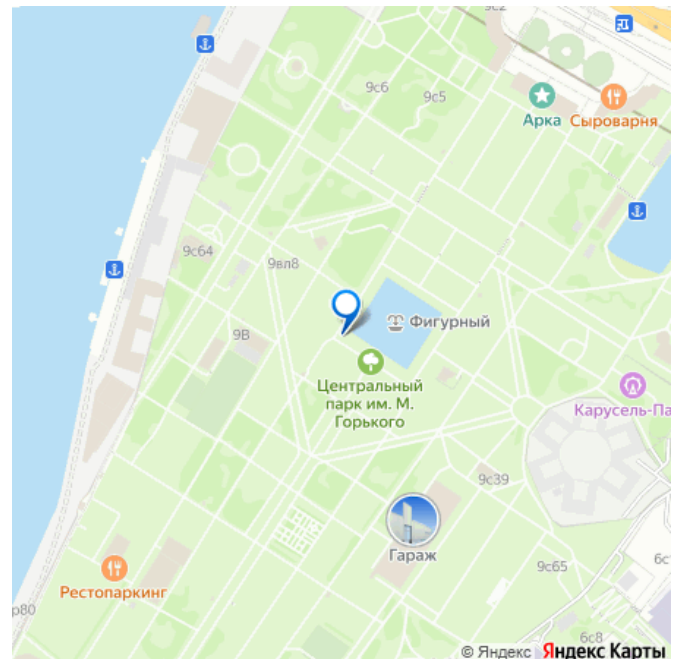 9с2
9с6
9с5
Арка
Сыроварня
9с64
9вл8
Фигурный
9В
Центральный
парк им. М.
Горького
Карусель-Па
9с39
Гараж
9с65
6с
Рестопаркинг
р80
6с8
© Яндекс Яндекс Карты